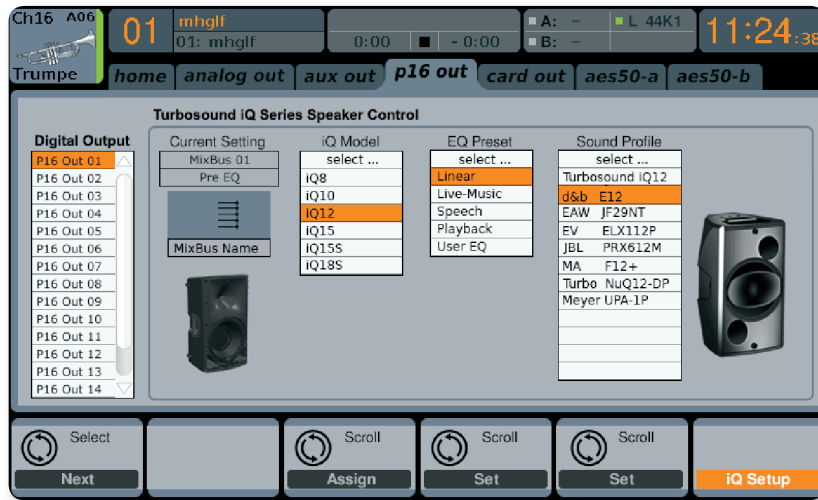 Ch16 A06
Trumpe
01
mhglf
01: mhglf
0:00 - 0:00
A: -
B: -
L 44K1
11:24:38
home
analog out
aux out
p16 out
card out
aes50-a
aes50-b
Turbosound iQ Series Speaker Control
Digital Output
P16 Out 01
P16 Out 02
P16 Out 03
P16 Out 04
P16 Out 05
P16 Out 06
P16 Out 07
P16 Out 08
P16 Out 09
P16 Out 10
P16 Out 11
P16 Out 12
P16 Out 13
P16 Out 14
Current Setting
MixBus 01
Pre EQ
MixBus Name
iQ Model
select ...
iQ8
iQ10
iQ12
iQ15
iQ15S
iQ18S
EQ Preset
select ...
Linear
Live-Music
Speech
Playback
User EQ
Sound Profile
select ...
Turbosound iQ12
d&b E12
EAW JF29NT
EV ELX112P
JBL PRX612M
MA F12+
Turbo NuQ12-DP
Meyer UPA-1P
Select
Next
Scroll
Assign
Scroll
Set
Scroll
Set
iQ Setup